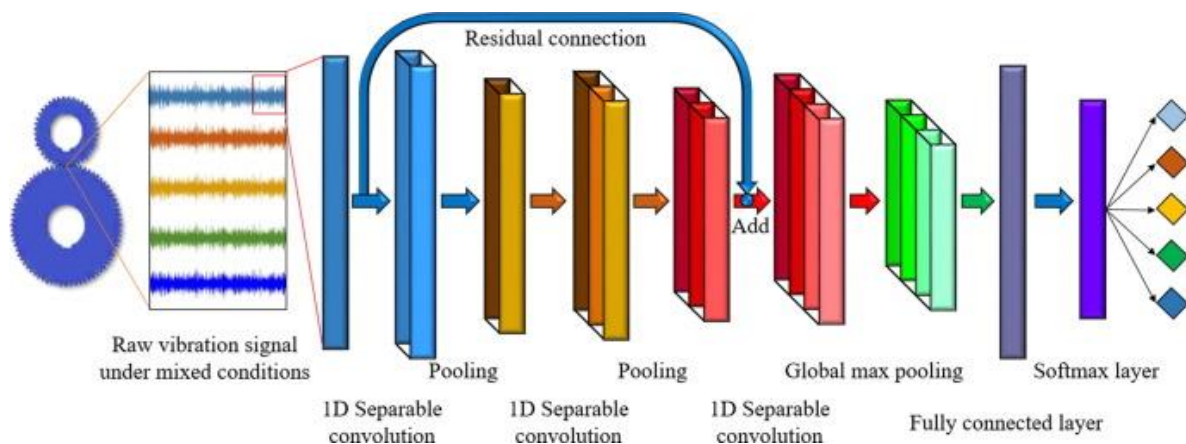 Residual connection
Add
Raw vibration signal
under mixed conditions
Pooling
Pooling
Global max pooling
Softmax layer
1D Separable
convolution
1D Separable
convolution
1D Separable
convolution
Fully connected layer